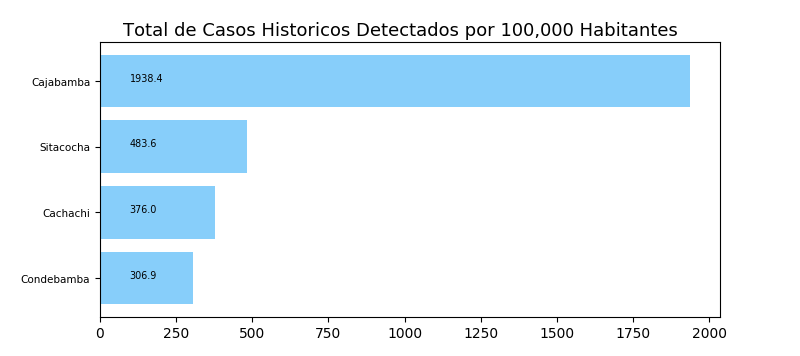 Total de Casos Historicos Detectados por 100,000 Habitantes
Cajabamba 1938.4
Sitacocha 483.6
Cachachi 376.0
Condebamba 306.9
0 250 500 750 1000 1250 1500 1750 2000